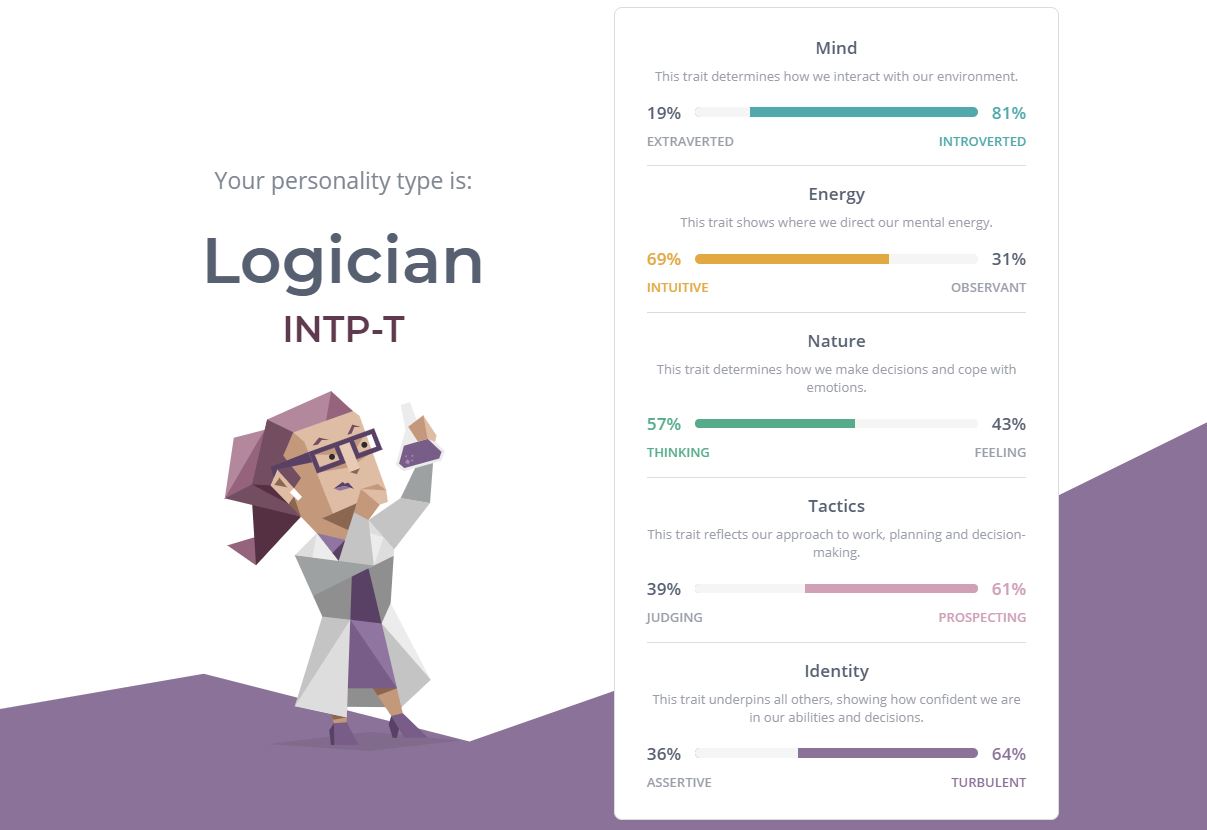 Your personality type is:
Logician
INTP-T
Mind
This trait determines how we interact with our environment.
19% 81%
EXTRAVERTED INTROVERTED
Energy
This trait shows where we direct our mental energy.
69% 31%
INTUITIVE OBSERVANT
Nature
This trait determines how we make decisions and cope with
emotions.
57% 43%
THINKING FEELING
Tactics
This trait reflects our approach to work, planning and decision-
making.
39% 61%
JUDGING PROSPECTING
Identity
This trait underpins all others, showing how confident we are
in our abilities and decisions.
36% 64%
ASSERTIVE TURBULENT